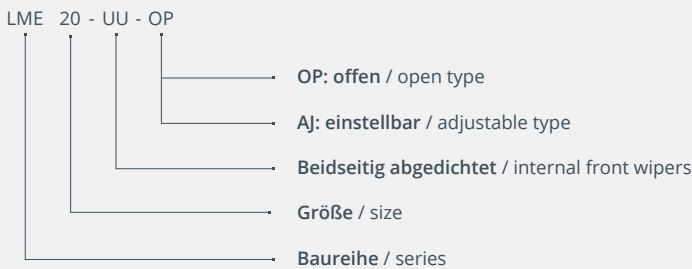 LME 20 - UU - OP
OP: offen / open type
AJ: einstellbar / adjustable type
Beidseitig abgedichtet / internal front wipers
Größe / size
Baureihe / series